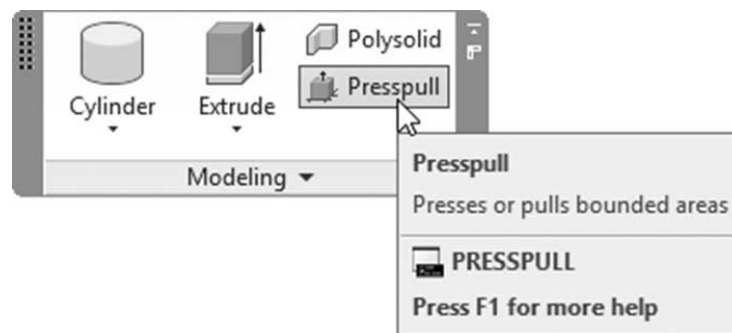 Cylinder
Extrude
Polysolid
Presspull
Modeling
Presspull
Presses or pulls bounded areas
PRESSPULL
Press F1 for more help